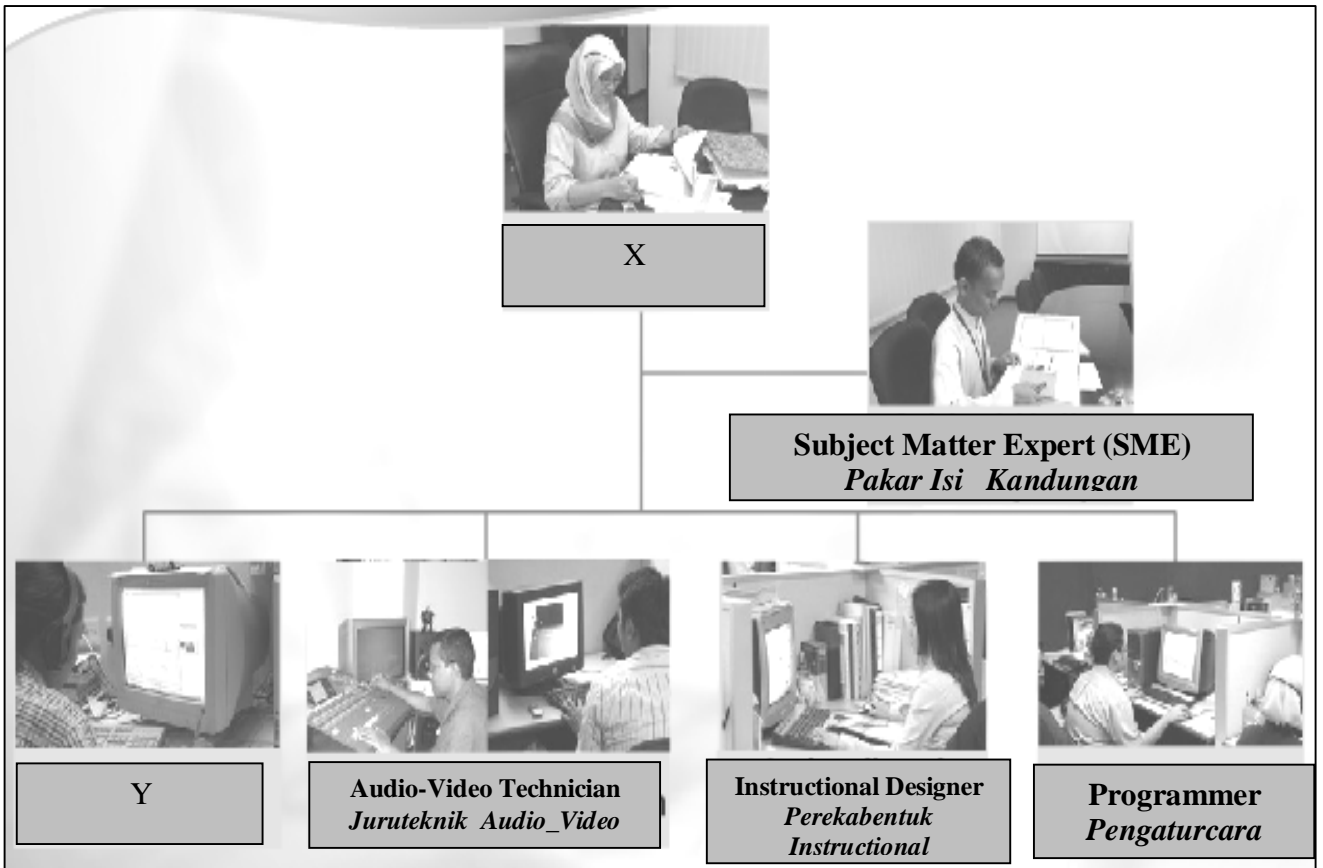 X
Subject Matter Expert (SME)
Pakar Isi Kandungan
Y
Audio-Video Technician
Juruteknik Audio_Video
Instructional Designer
Perekabentuk
Instructional
Programmer
Pengaturcara